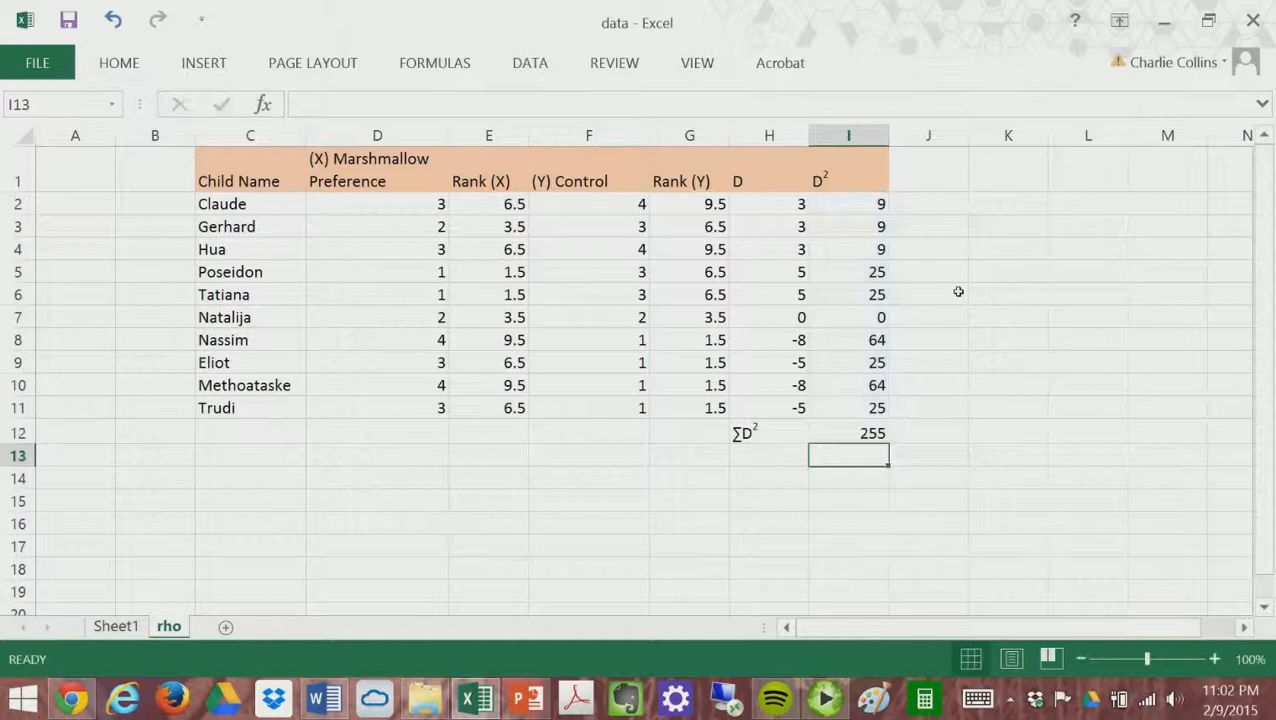 data - Excel
?
FILE HOME INSERT PAGE LAYOUT FORMULAS DATA REVIEW VIEW Acrobat Charlie Collins
I13 fx
A B C D E F G H I J K L M N
1 Child Name (X) Marshmallow Preference Rank (X) (Y) Control Rank (Y) D D²
2 Claude 3 6.5 4 9.5 3 9
3 Gerhard 2 3.5 3 6.5 3 9
4 Hua 3 6.5 4 9.5 3 9
5 Poseidon 1 1.5 3 6.5 5 25
6 Tatiana 1 1.5 3 6.5 5 25
7 Natalija 2 3.5 2 3.5 0 0
8 Nassim 4 9.5 1 1.5 -8 64
9 Eliot 3 6.5 1 1.5 -5 25
10 Methoataske 4 9.5 1 1.5 -8 64
11 Trudi 3 6.5 1 1.5 -5 25
12 ∑D² 255
13
14
15
16
17
18
19
20
Sheet1 rho
READY 100%
11:02 PM
2/9/2015